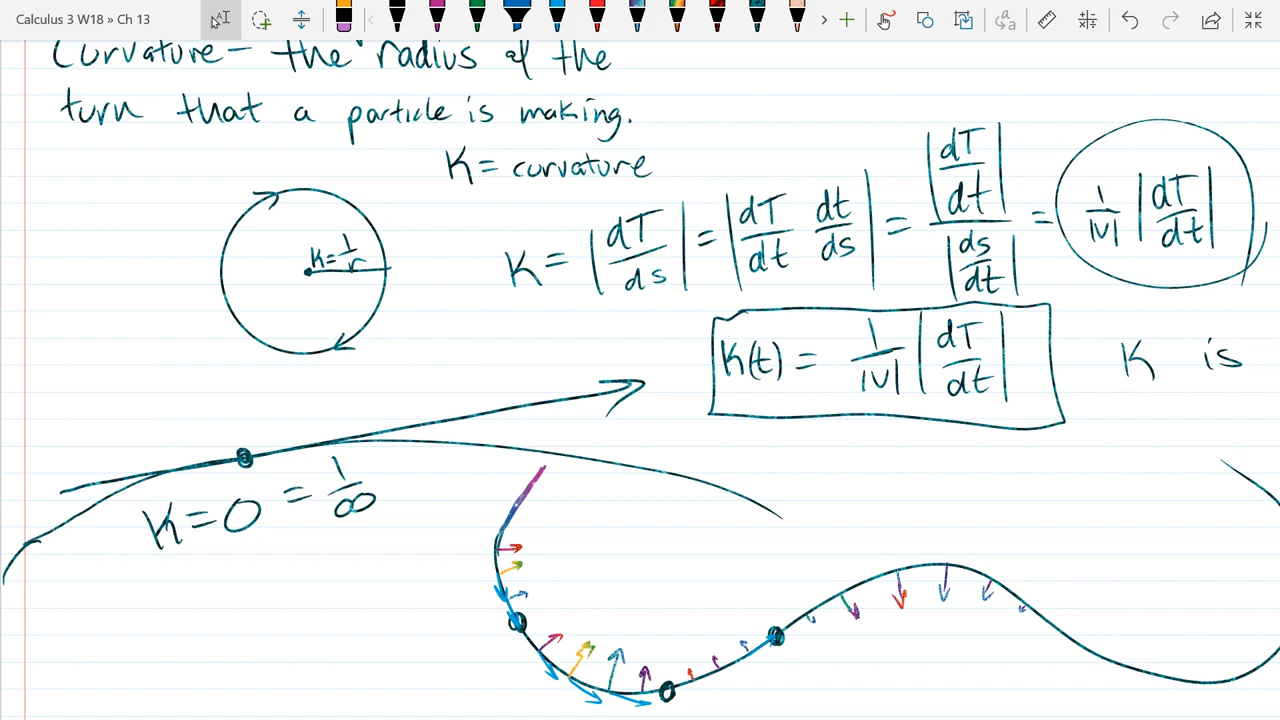 Calculus 3 W18 » Ch 13
Curvature – the radius of the
turn that a particle is making.
K = curvature
K = 1/r
K = |dT/ds| = |dT/dt dt/ds| = |dT/dt| / |ds/dt| = 1/|v| |dT/dt|
K(t) = 1/|v| |dT/dt|
K is
K = 0 = 1/∞